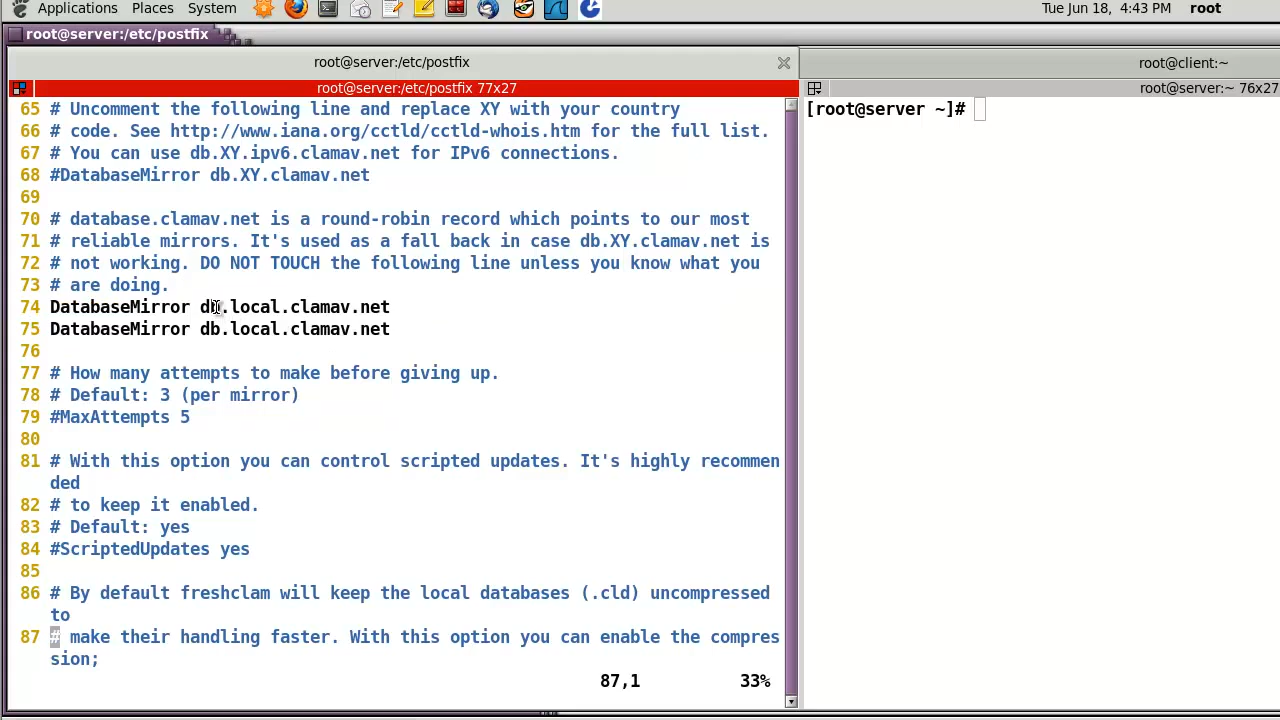 Applications Places System Tue Jun 18, 4:43 PM root
root@server:/etc/postfix
root@server:/etc/postfix root@client:~
root@server:/etc/postfix 77x27 root@server:~ 76x27
65 # Uncomment the following line and replace XY with your country
66 # code. See http://www.iana.org/cctld/cctld-whois.htm for the full list.
67 # You can use db.XY.ipv6.clamav.net for IPv6 connections.
68 #DatabaseMirror db.XY.clamav.net
69
70 # database.clamav.net is a round-robin record which points to our most
71 # reliable mirrors. It's used as a fall back in case db.XY.clamav.net is
72 # not working. DO NOT TOUCH the following line unless you know what you
73 # are doing.
74 DatabaseMirror db.local.clamav.net
75 DatabaseMirror db.local.clamav.net
76
77 # How many attempts to make before giving up.
78 # Default: 3 (per mirror)
79 #MaxAttempts 5
80
81 # With this option you can control scripted updates. It's highly recommen
ded
82 # to keep it enabled.
83 # Default: yes
84 #ScriptedUpdates yes
85
86 # By default freshclam will keep the local databases (.cld) uncompressed
to
87 # make their handling faster. With this option you can enable the compres
sion;
87,1 33%
[root@server ~]#